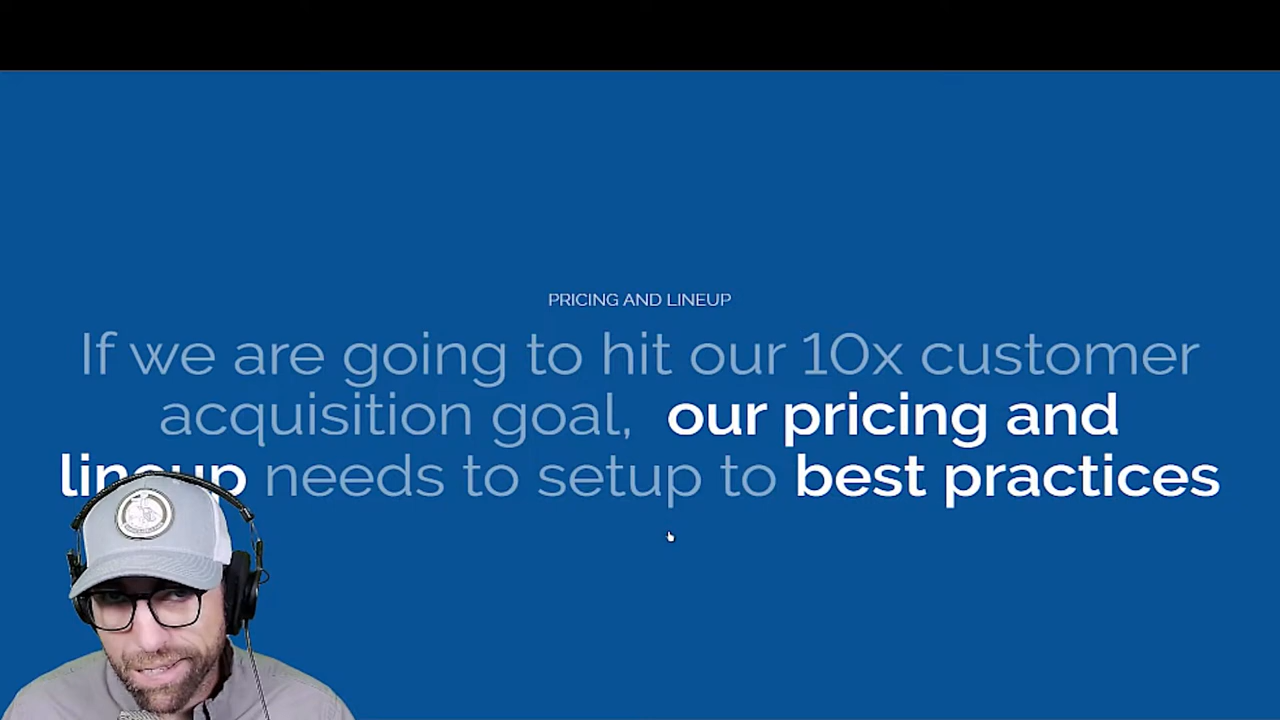 PRICING AND LINEUP
If we are going to hit our 10x customer
acquisition goal, our pricing and
lineup needs to setup to best practices